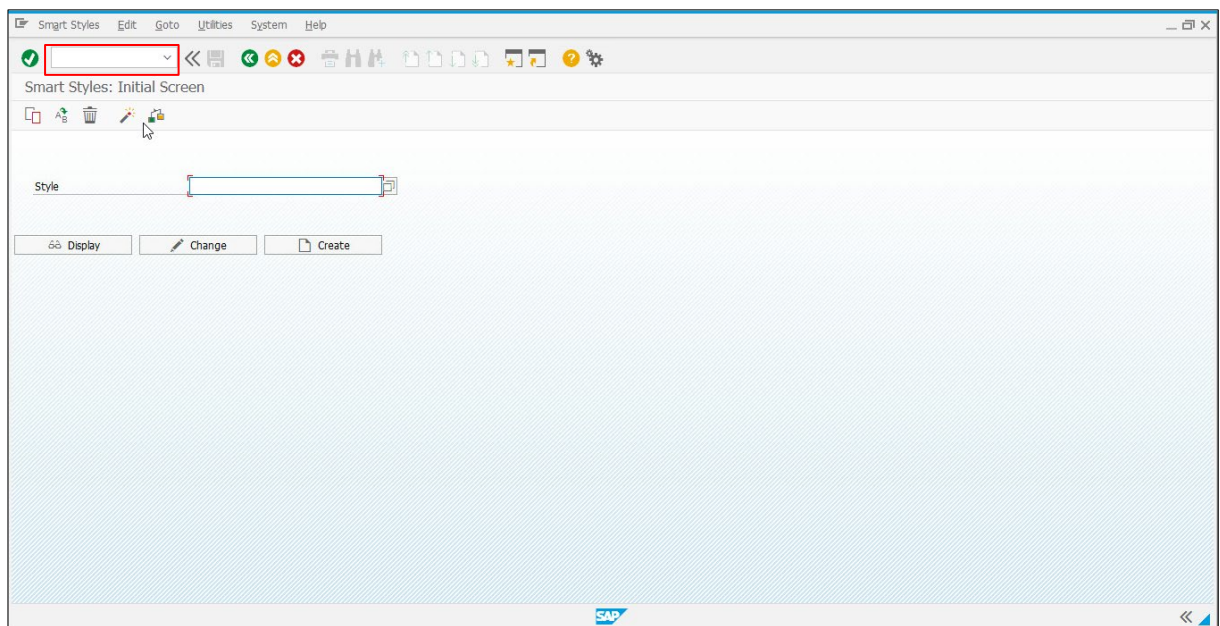 Smart Styles Edit Goto Utilities System Help
Smart Styles: Initial Screen
Style
Display Change Create
SAP